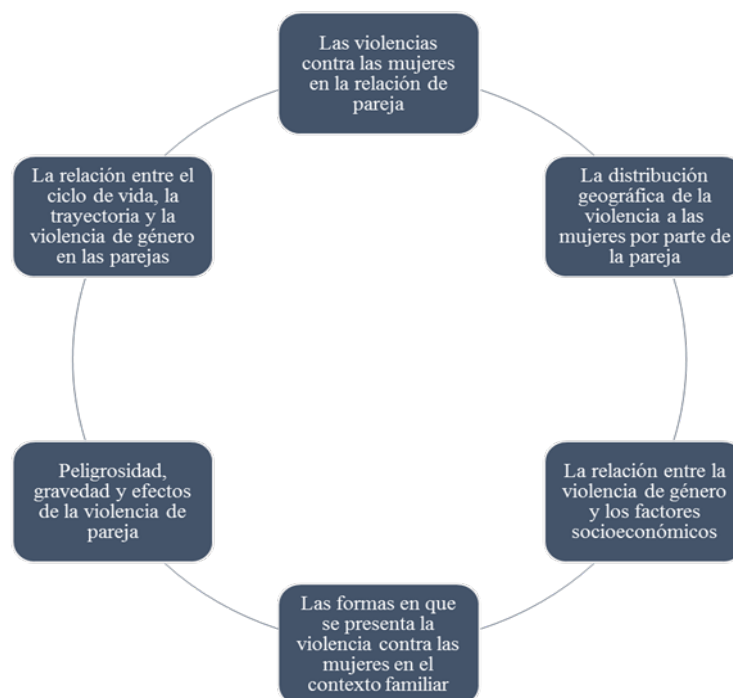 Las violencias
contra las mujeres
en la relación de
pareja
La distribución
geográfica de la
violencia a las
mujeres por parte de
la pareja
La relación entre la
violencia de género
y los factores
socioeconómicos
Las formas en que
se presenta la
violencia contra las
mujeres en el
contexto familiar
Peligrosidad,
gravedad y efectos
de la violencia de
pareja
La relación entre el
ciclo de vida, la
trayectoria y la
violencia de género
en las parejas